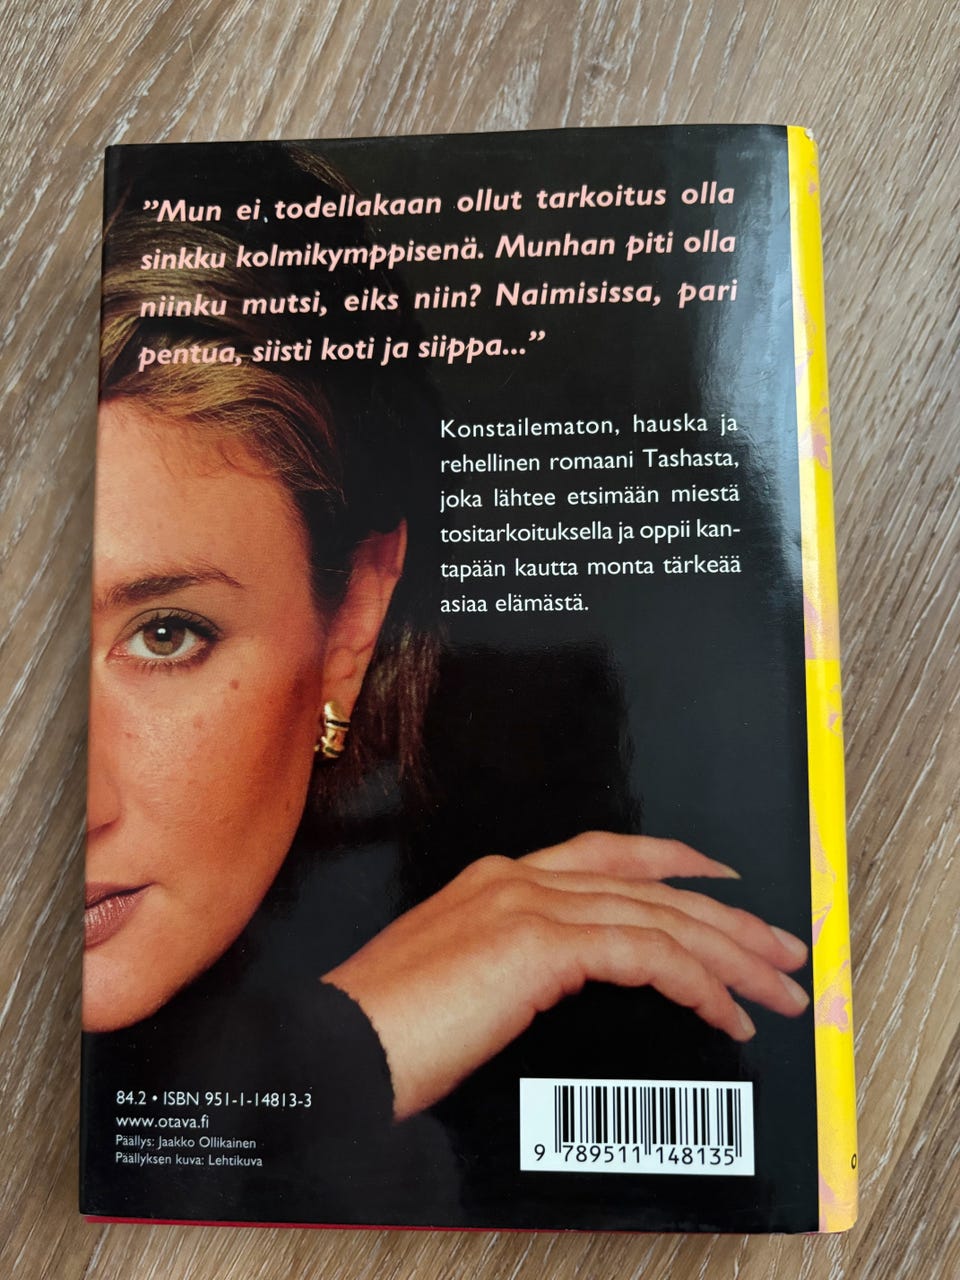 ”Mun ei todellakaan ollut tarkoitus olla
sinkku kolmikymppisenä. Munhan piti olla
niinku mutsi, eiks niin? Naimisissa, pari
pentua, siisti koti ja siippa...”
Konstailematon, hauska ja
rehellinen romaani Tashasta,
joka lähtee etsimään miestä
tositarkoituksella ja oppii kan-
tapään kautta monta tärkeää
asiaa elämästä.
84.2 • ISBN 951-1-14813-3
www.otava.fi
Päällys: Jaakko Ollikainen
Päällyksen kuva: Lehtikuva
9 789511 148135